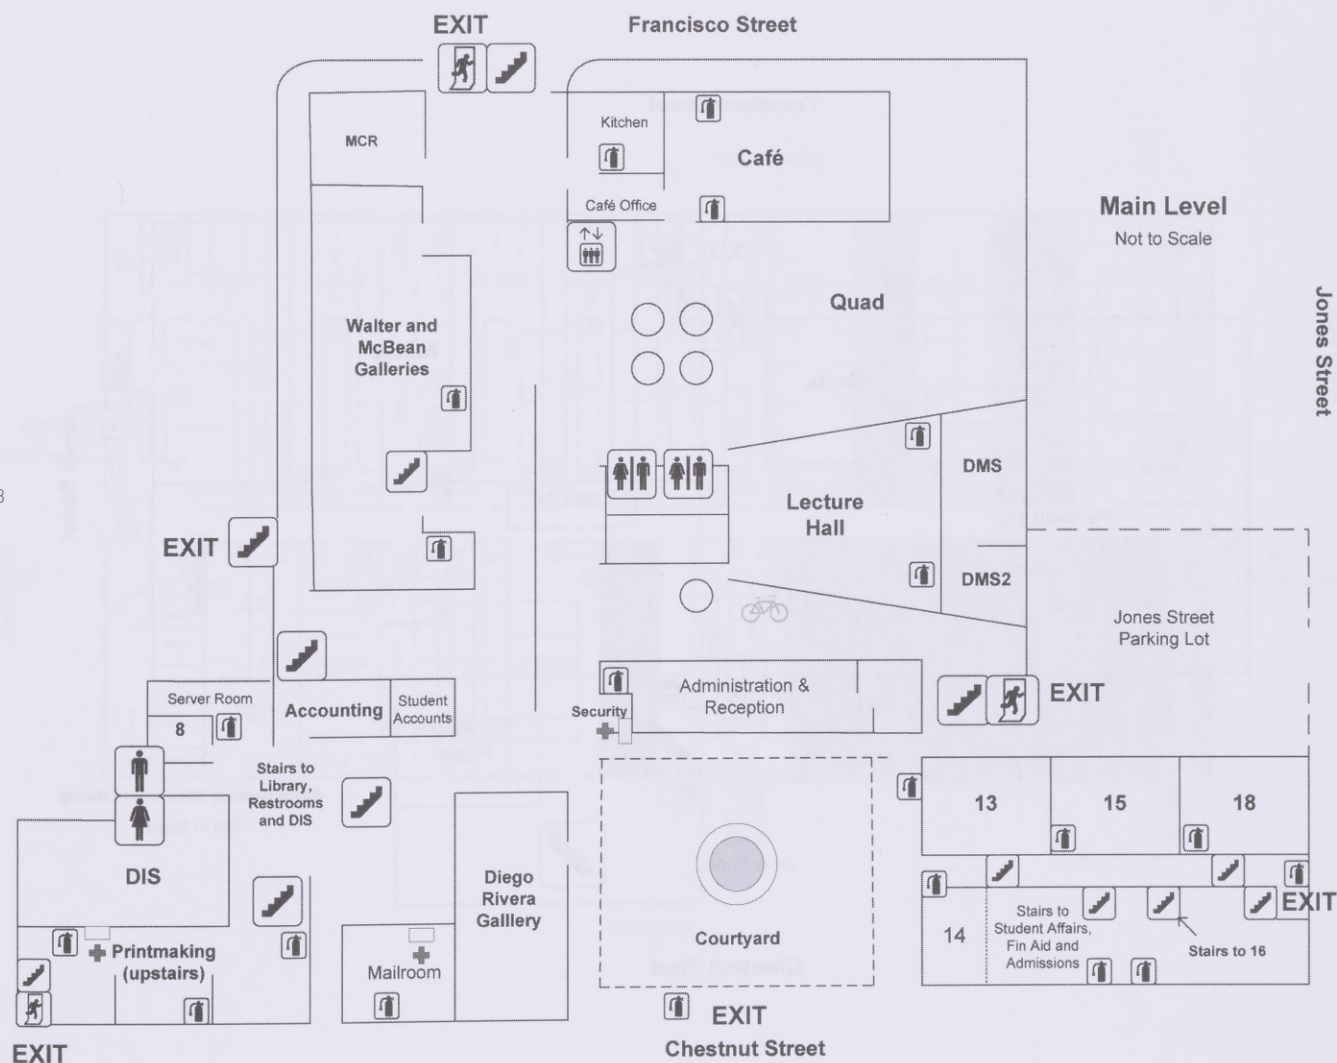 EXIT
Francisco Street
MCR
Kitchen
Café
Café Office
Main Level
Not to Scale
Quad
Jones Street
Walter and
McBean
Galleries
DMS
Lecture
Hall
EXIT
DMS2
Jones Street
Parking Lot
Server Room
8
Accounting
Student
Accounts
Administration &
Reception
Security
EXIT
Stairs to
Library,
Restrooms
and DIS
13
15
18
DIS
Diego
Rivera
Galllery
Courtyard
14
Stairs to
Student Affairs,
Fin Aid and
Admissions
Stairs to 16
EXIT
Printmaking
(upstairs)
Mailroom
EXIT
EXIT
Chestnut Street